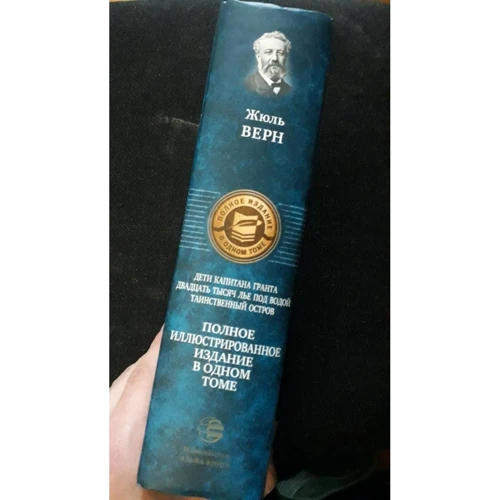 Жюль
ВЕРН
ПОЛНОЕ ИЗДАНИЕ
В ОДНОМ ТОМЕ
ДЕТИ КАПИТАНА ГРАНТА
ДВАДЦАТЬ ТЫСЯЧ ЛЬЕ ПОД ВОДОЙ
ТАИНСТВЕННЫЙ ОСТРОВ
ПОЛНОЕ
ИЛЛЮСТРИРОВАННОЕ
ИЗДАНИЕ
В ОДНОМ
ТОМЕ